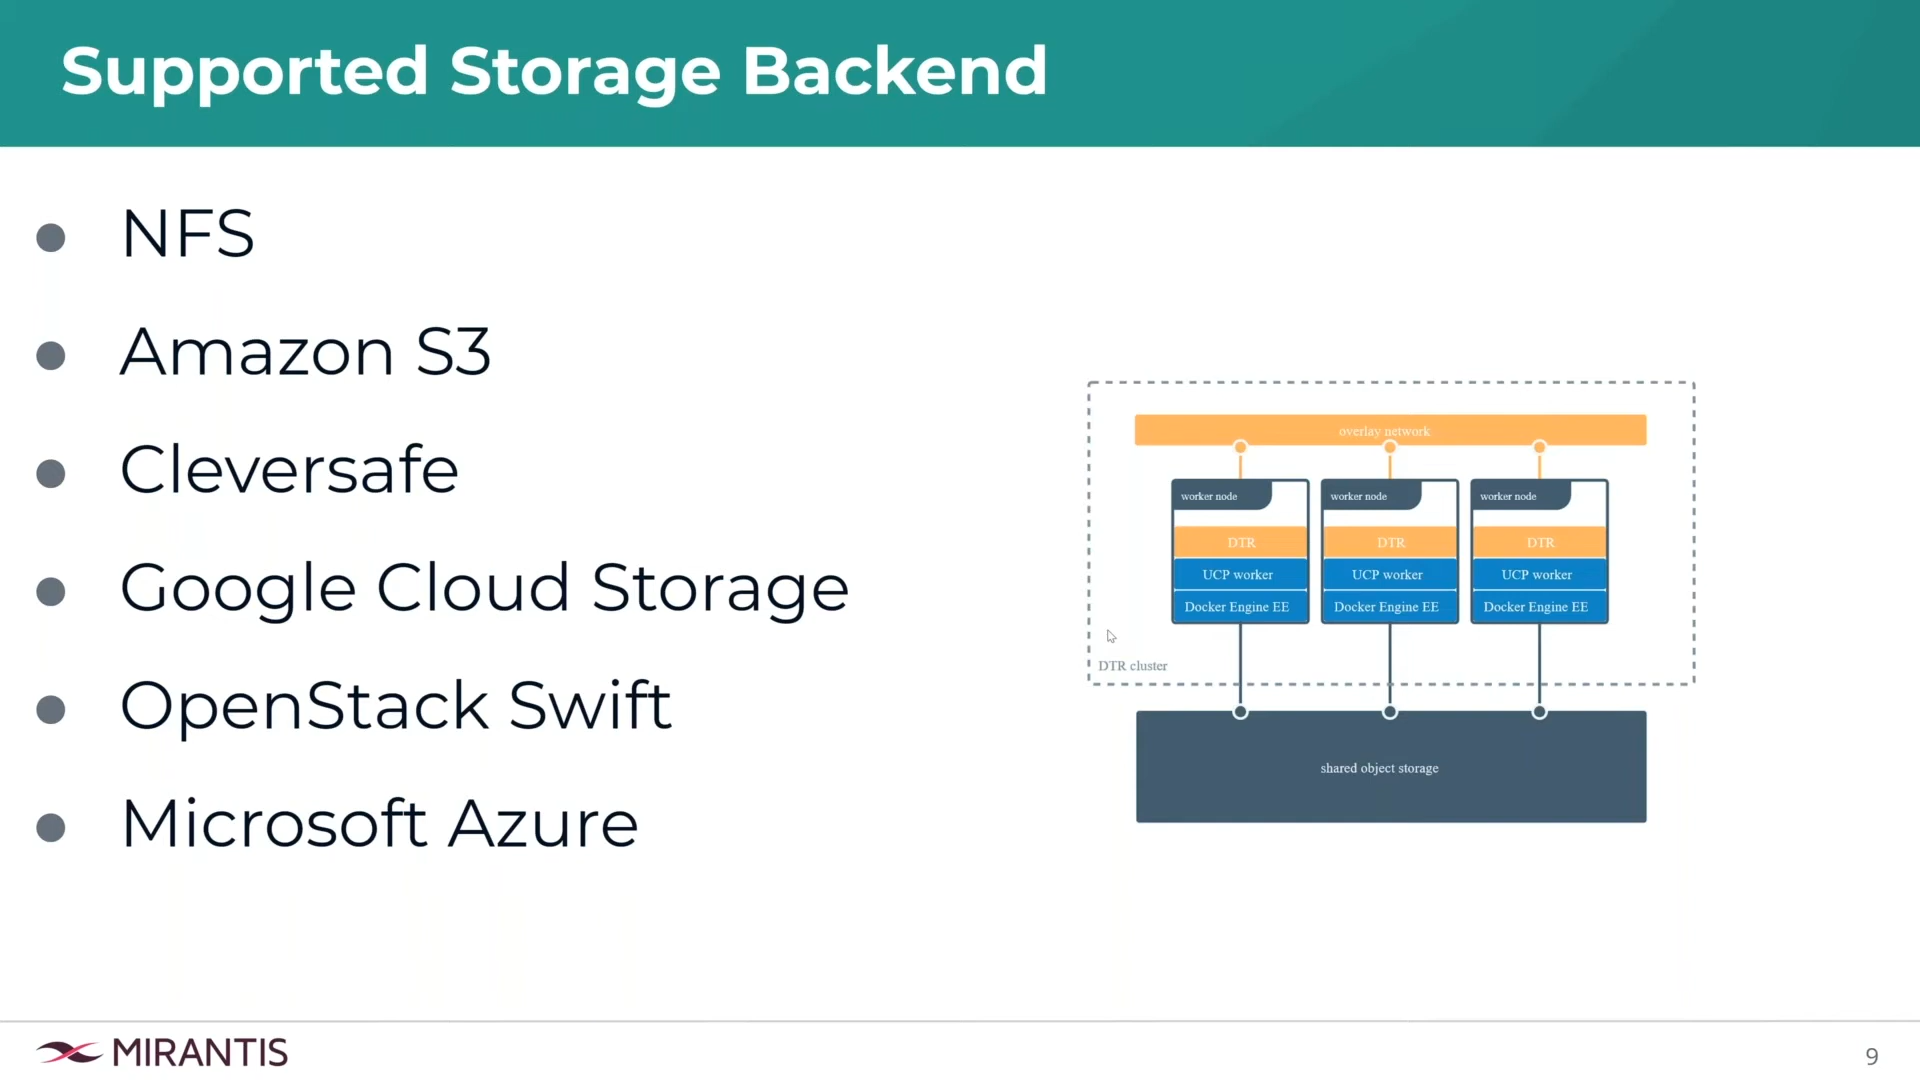 Supported Storage Backend
NFS
Amazon S3
Cleversafe
Google Cloud Storage
OpenStack Swift
Microsoft Azure
overlay network
worker node
worker node
worker node
DTR
DTR
DTR
UCP worker
UCP worker
UCP worker
Docker Engine EE
Docker Engine EE
Docker Engine EE
DTR cluster
shared object storage
MIRANTIS
9